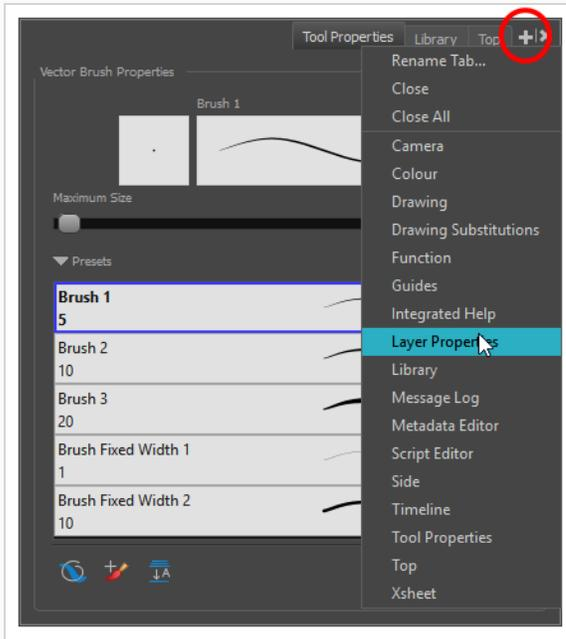 Tool Properties
Library
Top
Vector Brush Properties
Brush 1
Maximum Size
Presets
Brush 1
5
Brush 2
10
Brush 3
20
Brush Fixed Width 1
1
Brush Fixed Width 2
10
Rename Tab...
Close
Close All
Camera
Colour
Drawing
Drawing Substitutions
Function
Guides
Integrated Help
Layer Properties
Library
Message Log
Metadata Editor
Script Editor
Side
Timeline
Tool Properties
Top
Xsheet